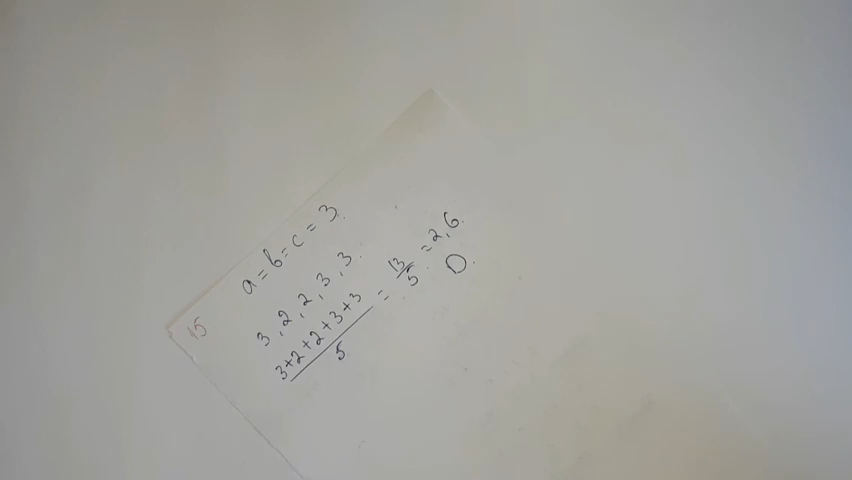 15
a = b = c = 3.
3, 2, 2, 3, 3.
3+2+2+3+3 / 5 = 13 / 5 = 2,6.
D.